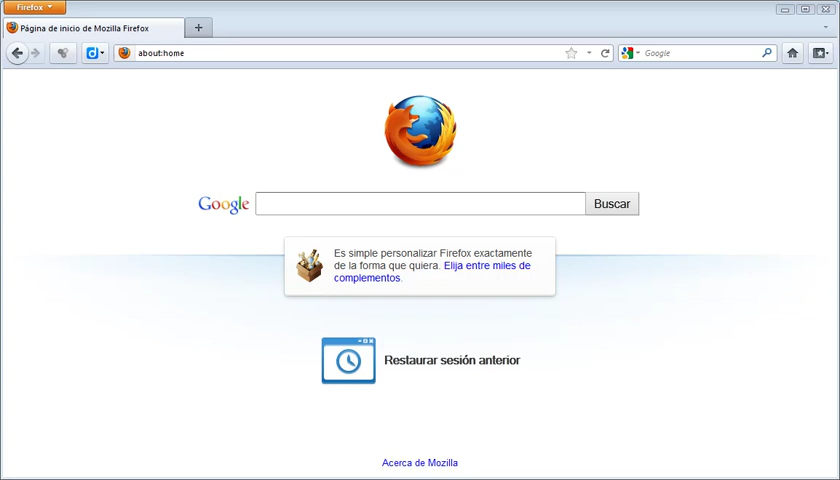 Firefox
Página de inicio de Mozilla Firefox
about:home
Google
Google
Buscar
Es simple personalizar Firefox exactamente
de la forma que quiera. Elija entre miles de
complementos.
Restaurar sesión anterior
Acerca de Mozilla